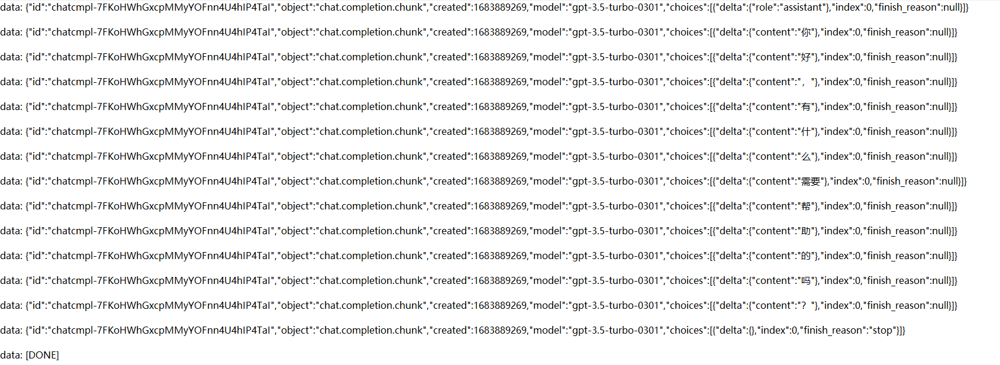 data: {"id":"chatcmpl-7FKoHWhGxcpMMyYOFnn4U4hIP4TaI","object":"chat.completion.chunk","created":1683889269,"model":"gpt-3.5-turbo-0301","choices":[{"delta":{"role":"assistant"},"index":0,"finish_reason":null}]}
data: {"id":"chatcmpl-7FKoHWhGxcpMMyYOFnn4U4hIP4TaI","object":"chat.completion.chunk","created":1683889269,"model":"gpt-3.5-turbo-0301","choices":[{"delta":{"content":"你"},"index":0,"finish_reason":null}]}
data: {"id":"chatcmpl-7FKoHWhGxcpMMyYOFnn4U4hIP4TaI","object":"chat.completion.chunk","created":1683889269,"model":"gpt-3.5-turbo-0301","choices":[{"delta":{"content":"好"},"index":0,"finish_reason":null}]}
data: {"id":"chatcmpl-7FKoHWhGxcpMMyYOFnn4U4hIP4TaI","object":"chat.completion.chunk","created":1683889269,"model":"gpt-3.5-turbo-0301","choices":[{"delta":{"content":"，"},"index":0,"finish_reason":null}]}
data: {"id":"chatcmpl-7FKoHWhGxcpMMyYOFnn4U4hIP4TaI","object":"chat.completion.chunk","created":1683889269,"model":"gpt-3.5-turbo-0301","choices":[{"delta":{"content":"有"},"index":0,"finish_reason":null}]}
data: {"id":"chatcmpl-7FKoHWhGxcpMMyYOFnn4U4hIP4TaI","object":"chat.completion.chunk","created":1683889269,"model":"gpt-3.5-turbo-0301","choices":[{"delta":{"content":"什"},"index":0,"finish_reason":null}]}
data: {"id":"chatcmpl-7FKoHWhGxcpMMyYOFnn4U4hIP4TaI","object":"chat.completion.chunk","created":1683889269,"model":"gpt-3.5-turbo-0301","choices":[{"delta":{"content":"么"},"index":0,"finish_reason":null}]}
data: {"id":"chatcmpl-7FKoHWhGxcpMMyYOFnn4U4hIP4TaI","object":"chat.completion.chunk","created":1683889269,"model":"gpt-3.5-turbo-0301","choices":[{"delta":{"content":"需要"},"index":0,"finish_reason":null}]}
data: {"id":"chatcmpl-7FKoHWhGxcpMMyYOFnn4U4hIP4TaI","object":"chat.completion.chunk","created":1683889269,"model":"gpt-3.5-turbo-0301","choices":[{"delta":{"content":"帮"},"index":0,"finish_reason":null}]}
data: {"id":"chatcmpl-7FKoHWhGxcpMMyYOFnn4U4hIP4TaI","object":"chat.completion.chunk","created":1683889269,"model":"gpt-3.5-turbo-0301","choices":[{"delta":{"content":"助"},"index":0,"finish_reason":null}]}
data: {"id":"chatcmpl-7FKoHWhGxcpMMyYOFnn4U4hIP4TaI","object":"chat.completion.chunk","created":1683889269,"model":"gpt-3.5-turbo-0301","choices":[{"delta":{"content":"的"},"index":0,"finish_reason":null}]}
data: {"id":"chatcmpl-7FKoHWhGxcpMMyYOFnn4U4hIP4TaI","object":"chat.completion.chunk","created":1683889269,"model":"gpt-3.5-turbo-0301","choices":[{"delta":{"content":"吗"},"index":0,"finish_reason":null}]}
data: {"id":"chatcmpl-7FKoHWhGxcpMMyYOFnn4U4hIP4TaI","object":"chat.completion.chunk","created":1683889269,"model":"gpt-3.5-turbo-0301","choices":[{"delta":{"content":"？"},"index":0,"finish_reason":null}]}
data: {"id":"chatcmpl-7FKoHWhGxcpMMyYOFnn4U4hIP4TaI","object":"chat.completion.chunk","created":1683889269,"model":"gpt-3.5-turbo-0301","choices":[{"delta":{},"index":0,"finish_reason":"stop"}]}
data: [DONE]